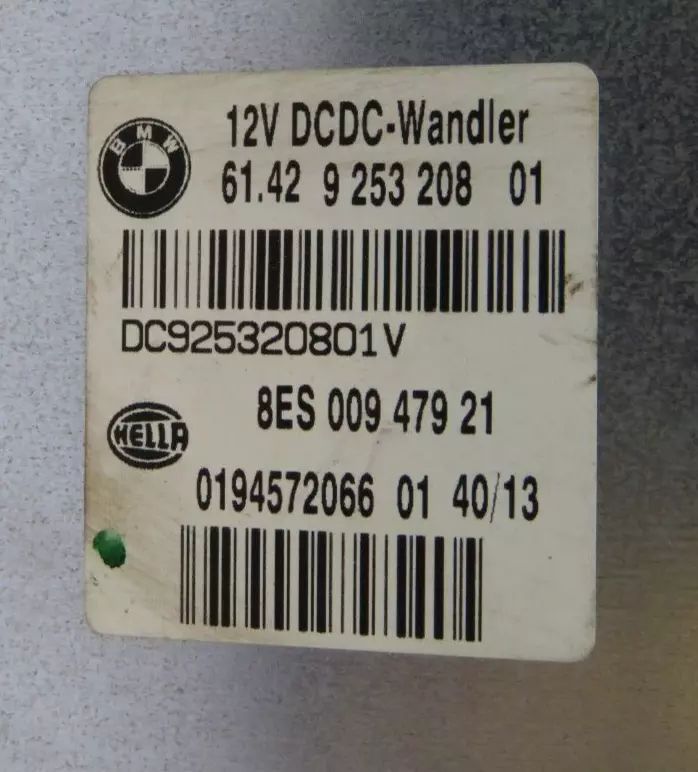 BMW
12V DCDC-Wandler
61.42 9 253 208 01
DC925320801V
8ES 009 479 21
HELLA
0194572066 01 40/13